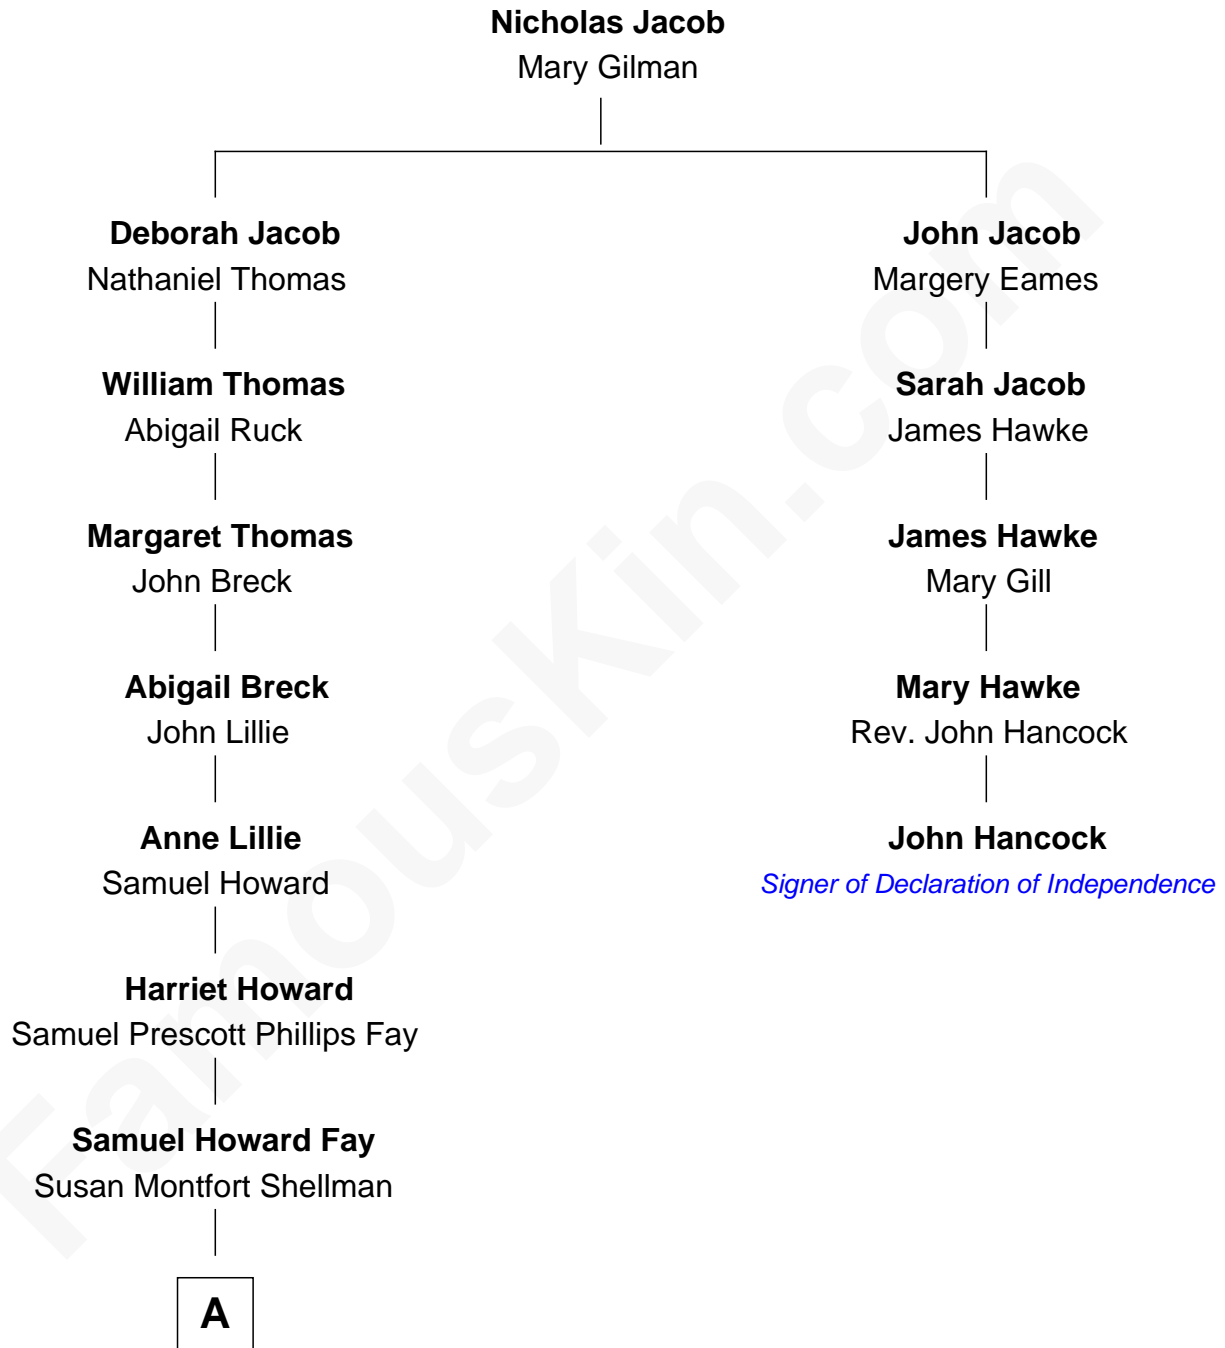 Nicholas Jacob
Mary Gilman
Deborah Jacob
Nathaniel Thomas
John Jacob
Margery Eames
William Thomas
Abigail Ruck
Sarah Jacob
James Hawke
Margaret Thomas
John Breck
James Hawke
Mary Gill
Abigail Breck
John Lillie
Mary Hawke
Rev. John Hancock
Anne Lillie
Samuel Howard
John Hancock
Signer of Declaration of Independence
Harriet Howard
Samuel Prescott Phillips Fay
Samuel Howard Fay
Susan Montfort Shellman
A
FamousKin.com